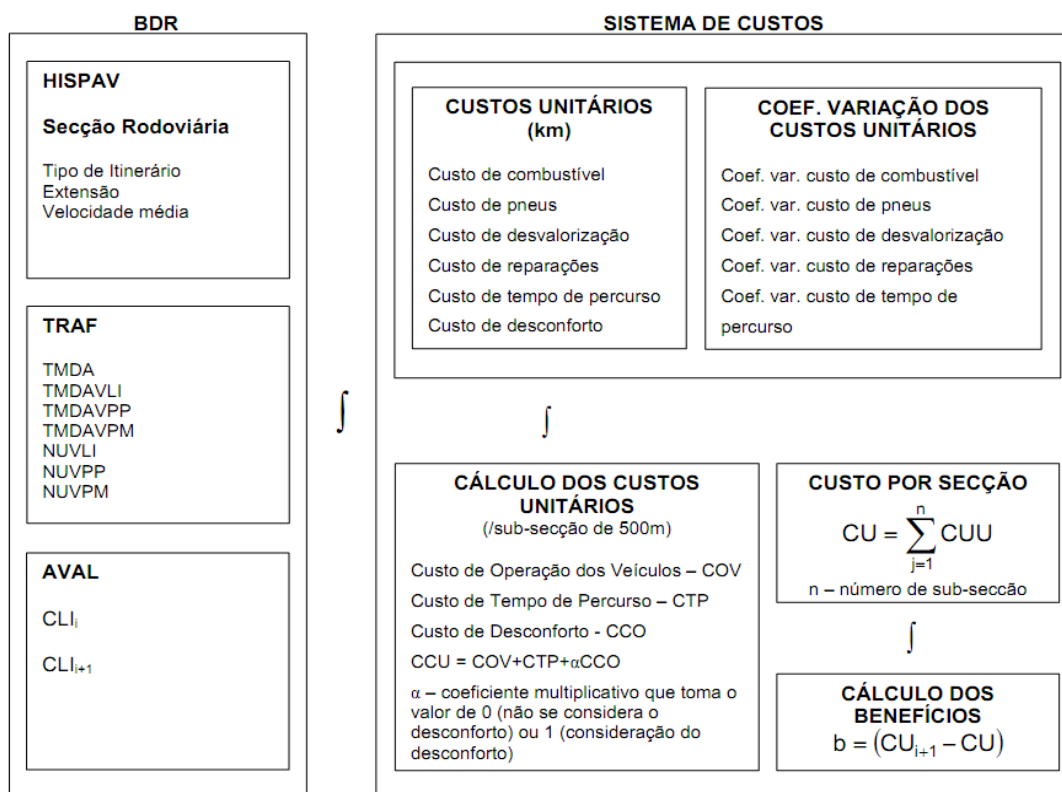 BDR
HISPAV
Secção Rodoviária
Tipo de Itinerário
Extensão
Velocidade média
TRAF
TMDA
TMDAVLI
TMDAVPP
TMDAVPM
NUVLI
NUVPP
NUVPM
AVAL
CLIi
CLIi+1
∫
SISTEMA DE CUSTOS
CUSTOS UNITÁRIOS
(km)
Custo de combustível
Custo de pneus
Custo de desvalorização
Custo de reparações
Custo de tempo de percurso
Custo de desconforto
COEF. VARIAÇÃO DOS
CUSTOS UNITÁRIOS
Coef. var. custo de combustível
Coef. var. custo de pneus
Coef. var. custo de desvalorização
Coef. var. custo de reparações
Coef. var. custo de tempo de
percurso
∫
CÁLCULO DOS CUSTOS
UNITÁRIOS
(/sub-secção de 500m)
Custo de Operação dos Veículos – COV
Custo de Tempo de Percurso – CTP
Custo de Desconforto - CCO
CCU = COV+CTP+αCCO
α – coeficiente multiplicativo que toma o
valor de 0 (não se considera o
desconforto) ou 1 (consideração do
desconforto)
CUSTO POR SECÇÃO
CU = ∑ⁿj=1 CUU
n – número de sub-seccão
∫
CÁLCULO DOS
BENEFÍCIOS
b = (CUi+1 – CU)